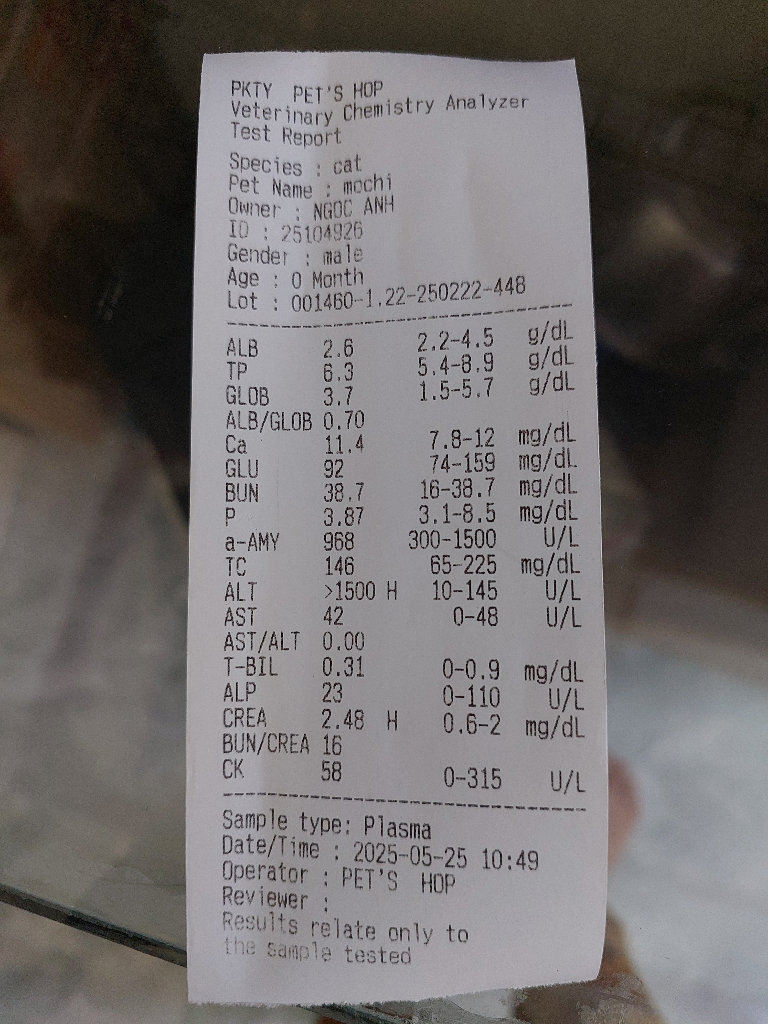 PKTY PET'S HOP
Veterinary Chemistry Analyzer
Test Report
Species : cat
Pet Name : mochi
Owner : NGOC ANH
ID : 25104926
Gender : male
Age : 0 Month
Lot : 001460-1.22-250222-448
ALB 2.6 2.2-4.5 g/dL
TP 6.3 5.4-8.9 g/dL
GLOB 3.7 1.5-5.7 g/dL
ALB/GLOB 0.70
Ca 11.4 7.8-12 mg/dL
GLU 92 74-159 mg/dL
BUN 38.7 16-38.7 mg/dL
P 3.87 3.1-8.5 mg/dL
a-AMY 968 300-1500 U/L
TC 146 65-225 mg/dL
ALT >1500 H 10-145 U/L
AST 42 0-48 U/L
AST/ALT 0.00
T-BIL 0.31 0-0.9 mg/dL
ALP 23 0-110 U/L
CREA 2.48 H 0.6-2 mg/dL
BUN/CREA 16
CK 58 0-315 U/L
Sample type: Plasma
Date/Time : 2025-05-25 10:49
Operator : PET'S HOP
Reviewer :
Results relate only to
the sample tested